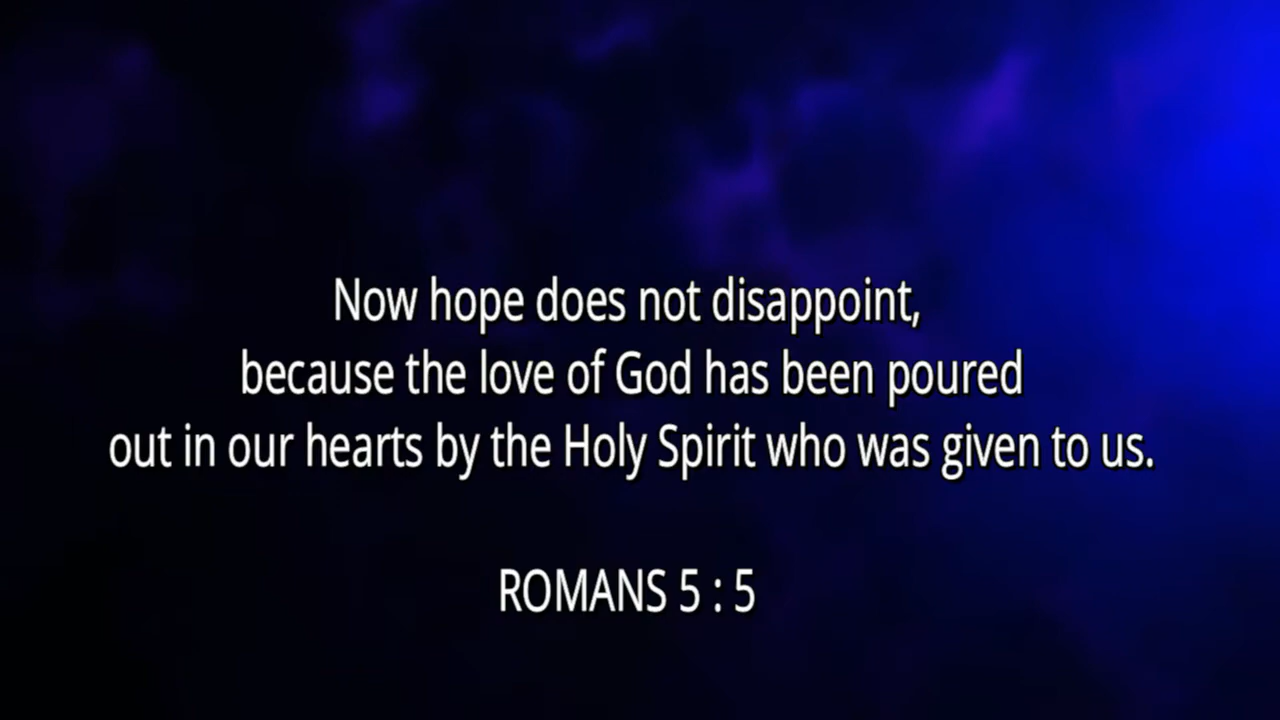 Now hope does not disappoint,
because the love of God has been poured
out in our hearts by the Holy Spirit who was given to us.
ROMANS 5 : 5